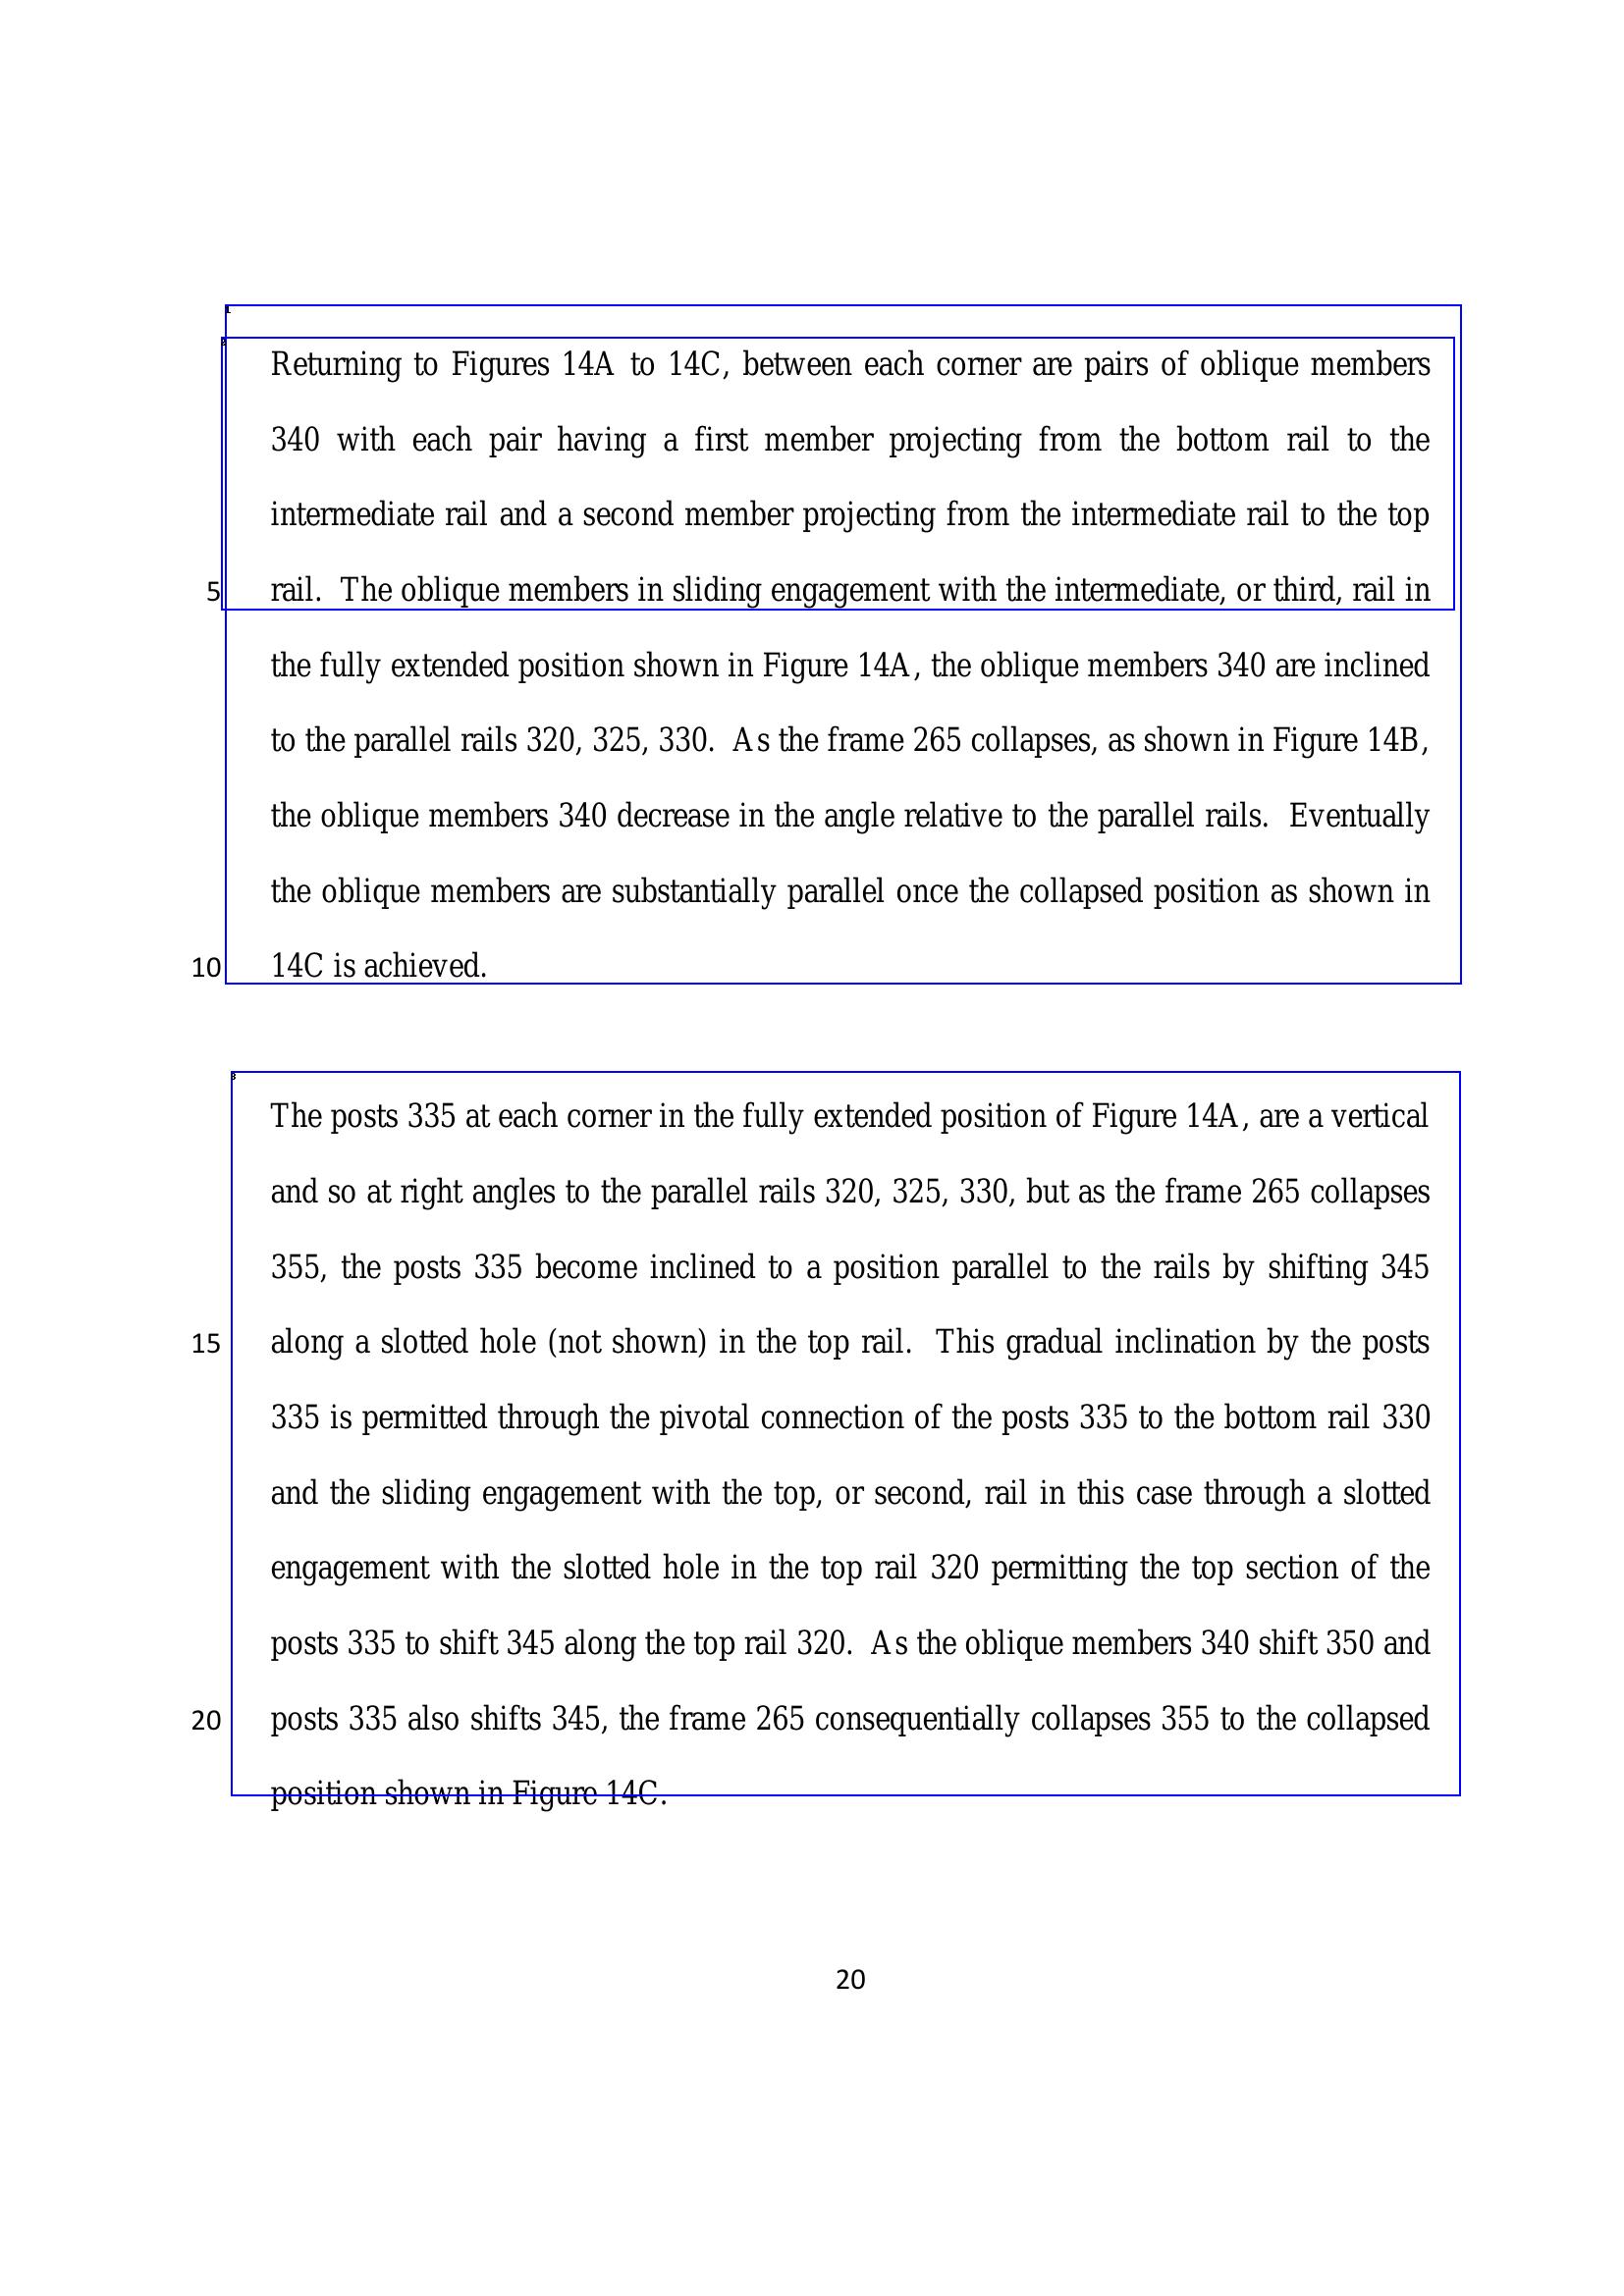 Returning to Figures 14A to 14C, between each corner are pairs of oblique members
340 with each pair having a first member projecting from the bottom rail to the
intermediate rail and a second member projecting from the intermediate rail to the top
5 rail. The oblique members in sliding engagement with the intermediate, or third, rail in
the fully extended position shown in Figure 14A, the oblique members 340 are inclined
to the parallel rails 320, 325, 330. As the frame 265 collapses, as shown in Figure 14B,
the oblique members 340 decrease in the angle relative to the parallel rails. Eventually
the oblique members are substantially parallel once the collapsed position as shown in
10 14C is achieved.
The posts 335 at each corner in the fully extended position of Figure 14A, are a vertical
and so at right angles to the parallel rails 320, 325, 330, but as the frame 265 collapses
355, the posts 335 become inclined to a position parallel to the rails by shifting 345
15 along a slotted hole (not shown) in the top rail. This gradual inclination by the posts
335 is permitted through the pivotal connection of the posts 335 to the bottom rail 330
and the sliding engagement with the top, or second, rail in this case through a slotted
engagement with the slotted hole in the top rail 320 permitting the top section of the
posts 335 to shift 345 along the top rail 320. As the oblique members 340 shift 350 and
20 posts 335 also shifts 345, the frame 265 consequentially collapses 355 to the collapsed
position shown in Figure 14C.
20